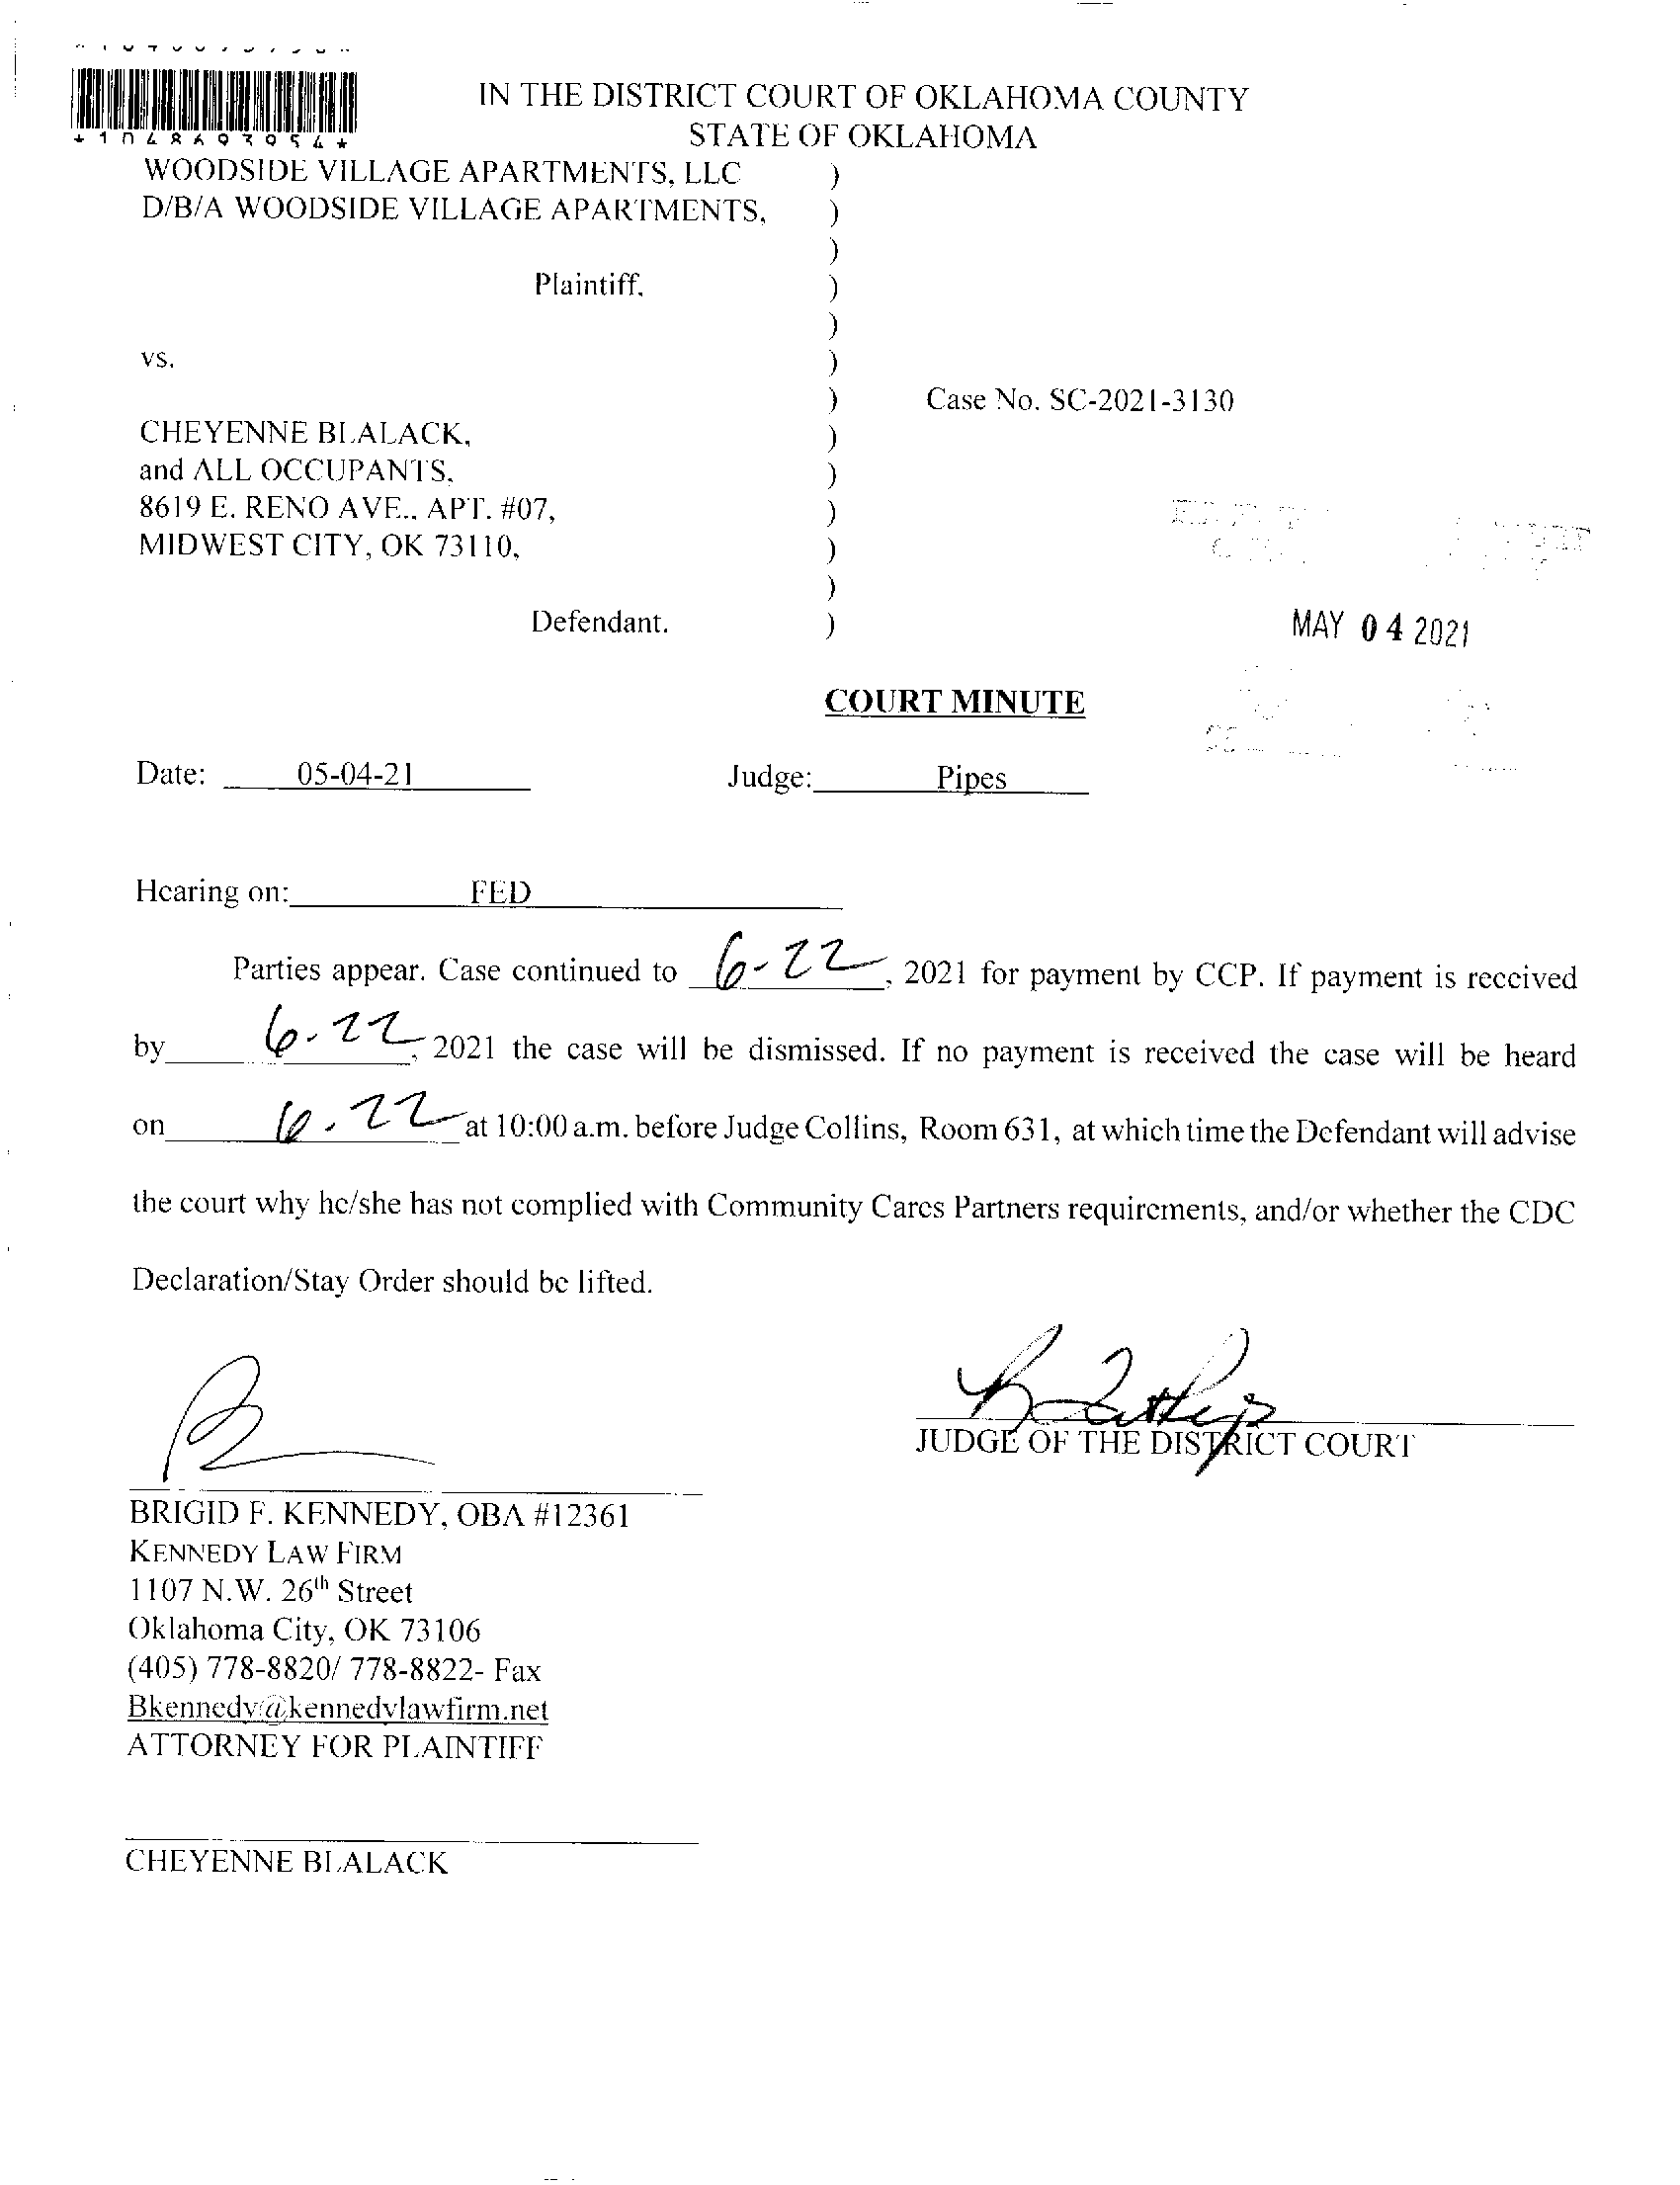 *1048693954*
IN THE DISTRICT COURT OF OKLAHOMA COUNTY
STATE OF OKLAHOMA
WOODSIDE VILLAGE APARTMENTS, LLC )
D/B/A WOODSIDE VILLAGE APARTMENTS, )
)
Plaintiff, )
)
vs. )
) Case No. SC-2021-3130
CHEYENNE BLALACK, )
and ALL OCCUPANTS, )
8619 E. RENO AVE., APT. #07, )
MIDWEST CITY, OK 73110, )
)
Defendant. )
MAY 04 2021
COURT MINUTE
Date: 05-04-21 Judge: Pipes
Hearing on: FED
Parties appear. Case continued to 6-22, 2021 for payment by CCP. If payment is received
by 6-22, 2021 the case will be dismissed. If no payment is received the case will be heard
on 6-22 at 10:00 a.m. before Judge Collins, Room 631, at which time the Defendant will advise
the court why he/she has not complied with Community Cares Partners requirements, and/or whether the CDC
Declaration/Stay Order should be lifted.
JUDGE OF THE DISTRICT COURT
BRIGID F. KENNEDY, OBA #12361
KENNEDY LAW FIRM
1107 N.W. 26th Street
Oklahoma City, OK 73106
(405) 778-8820/ 778-8822- Fax
Bkennedy@kennedylawfirm.net
ATTORNEY FOR PLAINTIFF
CHEYENNE BLALACK